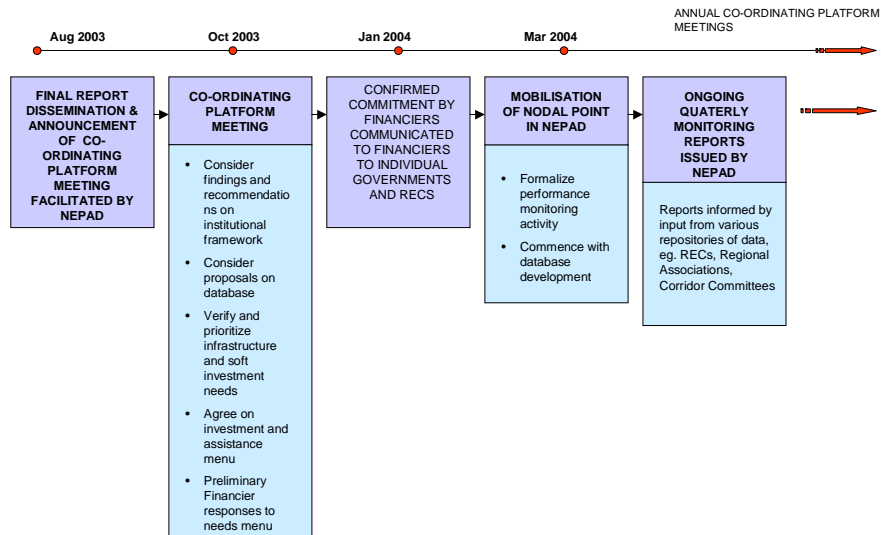 ANNUAL CO-ORDINATING PLATFORM
MEETINGS
Aug 2003
Oct 2003
Jan 2004
Mar 2004
FINAL REPORT
DISSEMINATION &
ANNOUNCEMENT
OF CO-
ORDINATING
PLATFORM
MEETING
FACILITATED BY
NEPAD
CO-ORDINATING
PLATFORM
MEETING
• Consider
findings and
recommendatio
ns on
institutional
framework
• Consider
proposals on
database
• Verify and
prioritize
infrastructure
and soft
investment
needs
• Agree on
investment and
assistance
menu
• Preliminary
Financier
responses to
needs menu
CONFIRMED
COMMITMENT BY
FINANCIERS
COMMUNICATED
TO FINANCIERS
TO INDIVIDUAL
GOVERNMENTS
AND RECS
MOBILISATION
OF NODAL POINT
IN NEPAD
• Formalize
performance
monitoring
activity
• Commence with
database
development
ONGOING
QUATERLY
MONITORING
REPORTS
ISSUED BY
NEPAD
Reports informed by
input from various
repositories of data,
eg. RECs, Regional
Associations,
Corridor Committees